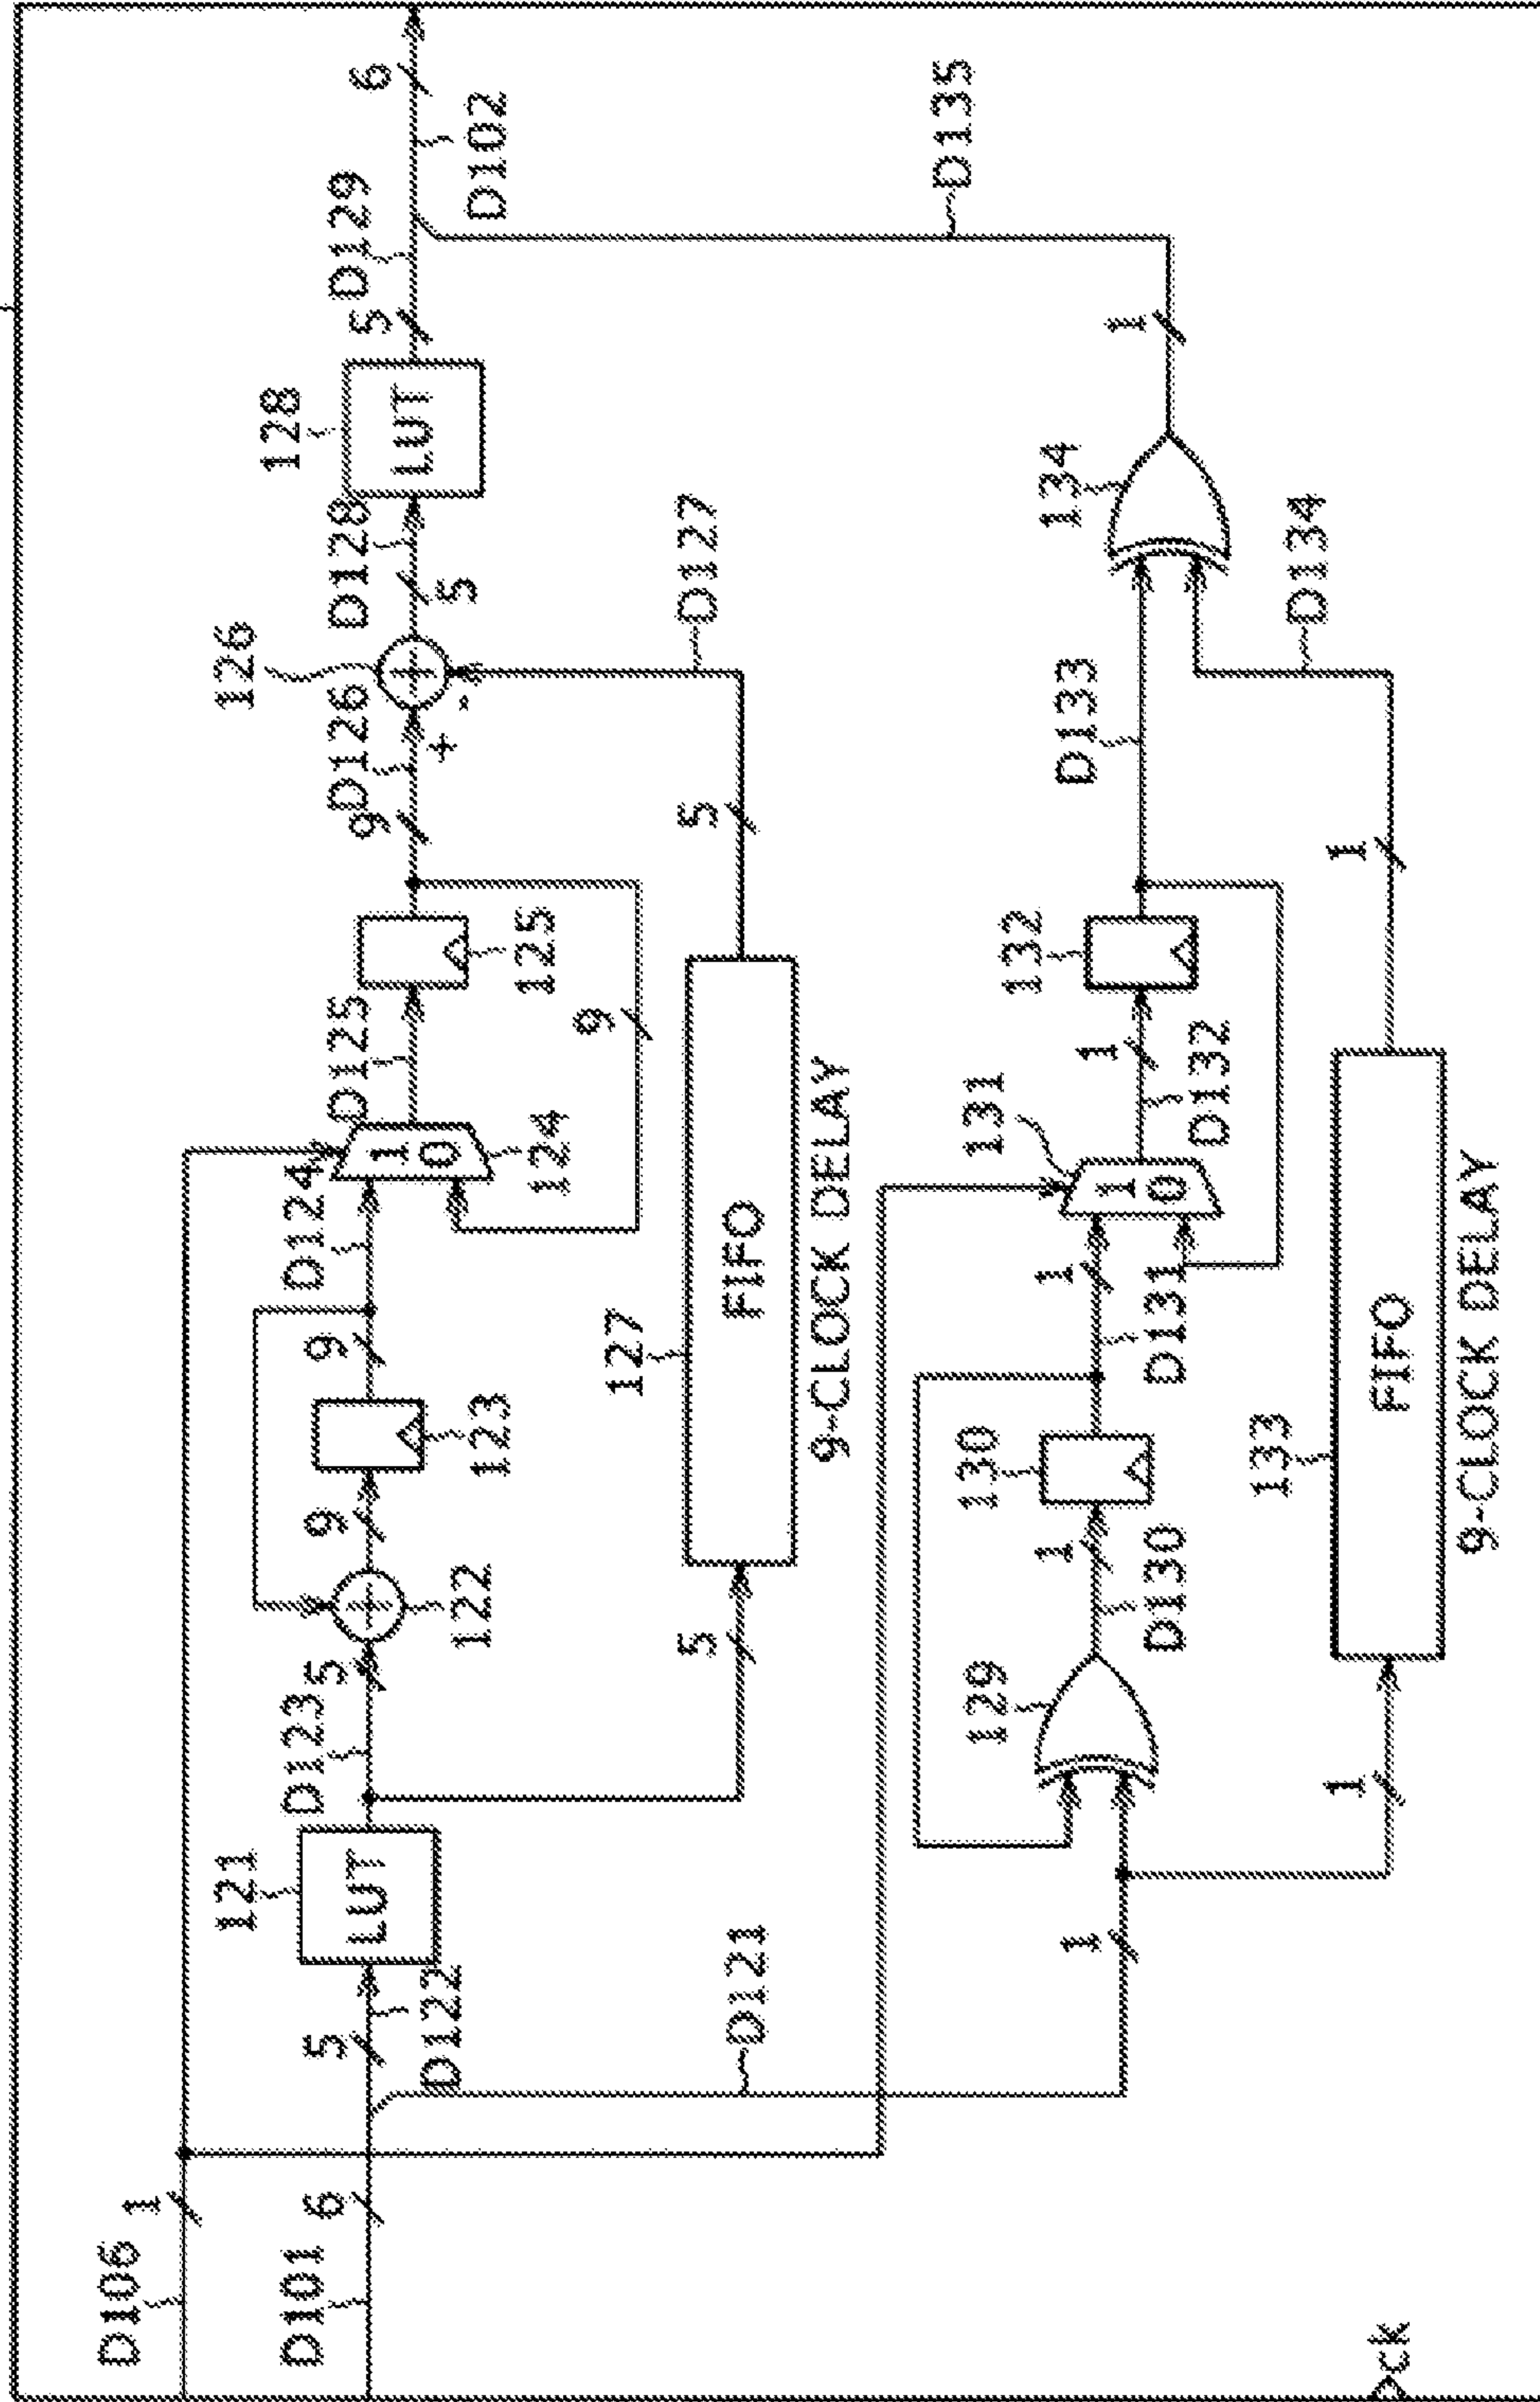 D106
1
D101
6
5
D122
121
LUT
D123
5
122
9
123
9
D124
1
0
124
D125
125
9
9
D126
+
-
126
5
D128
128
LUT
5
D129
D102
6
127
5
FIFO
9-CLOCK DELAY
5
D127
D121
1
129
D130
1
130
1
D131
131
1
0
1
D132
132
D133
134
1
D135
1
133
FIFO
9-CLOCK DELAY
1
D134